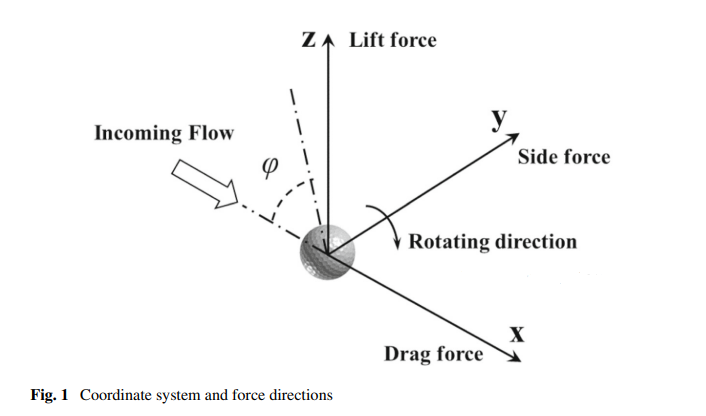 Z Lift force
y
Incoming Flow
Side force
φ
Rotating direction
x
Drag force
Fig. 1 Coordinate system and force directions